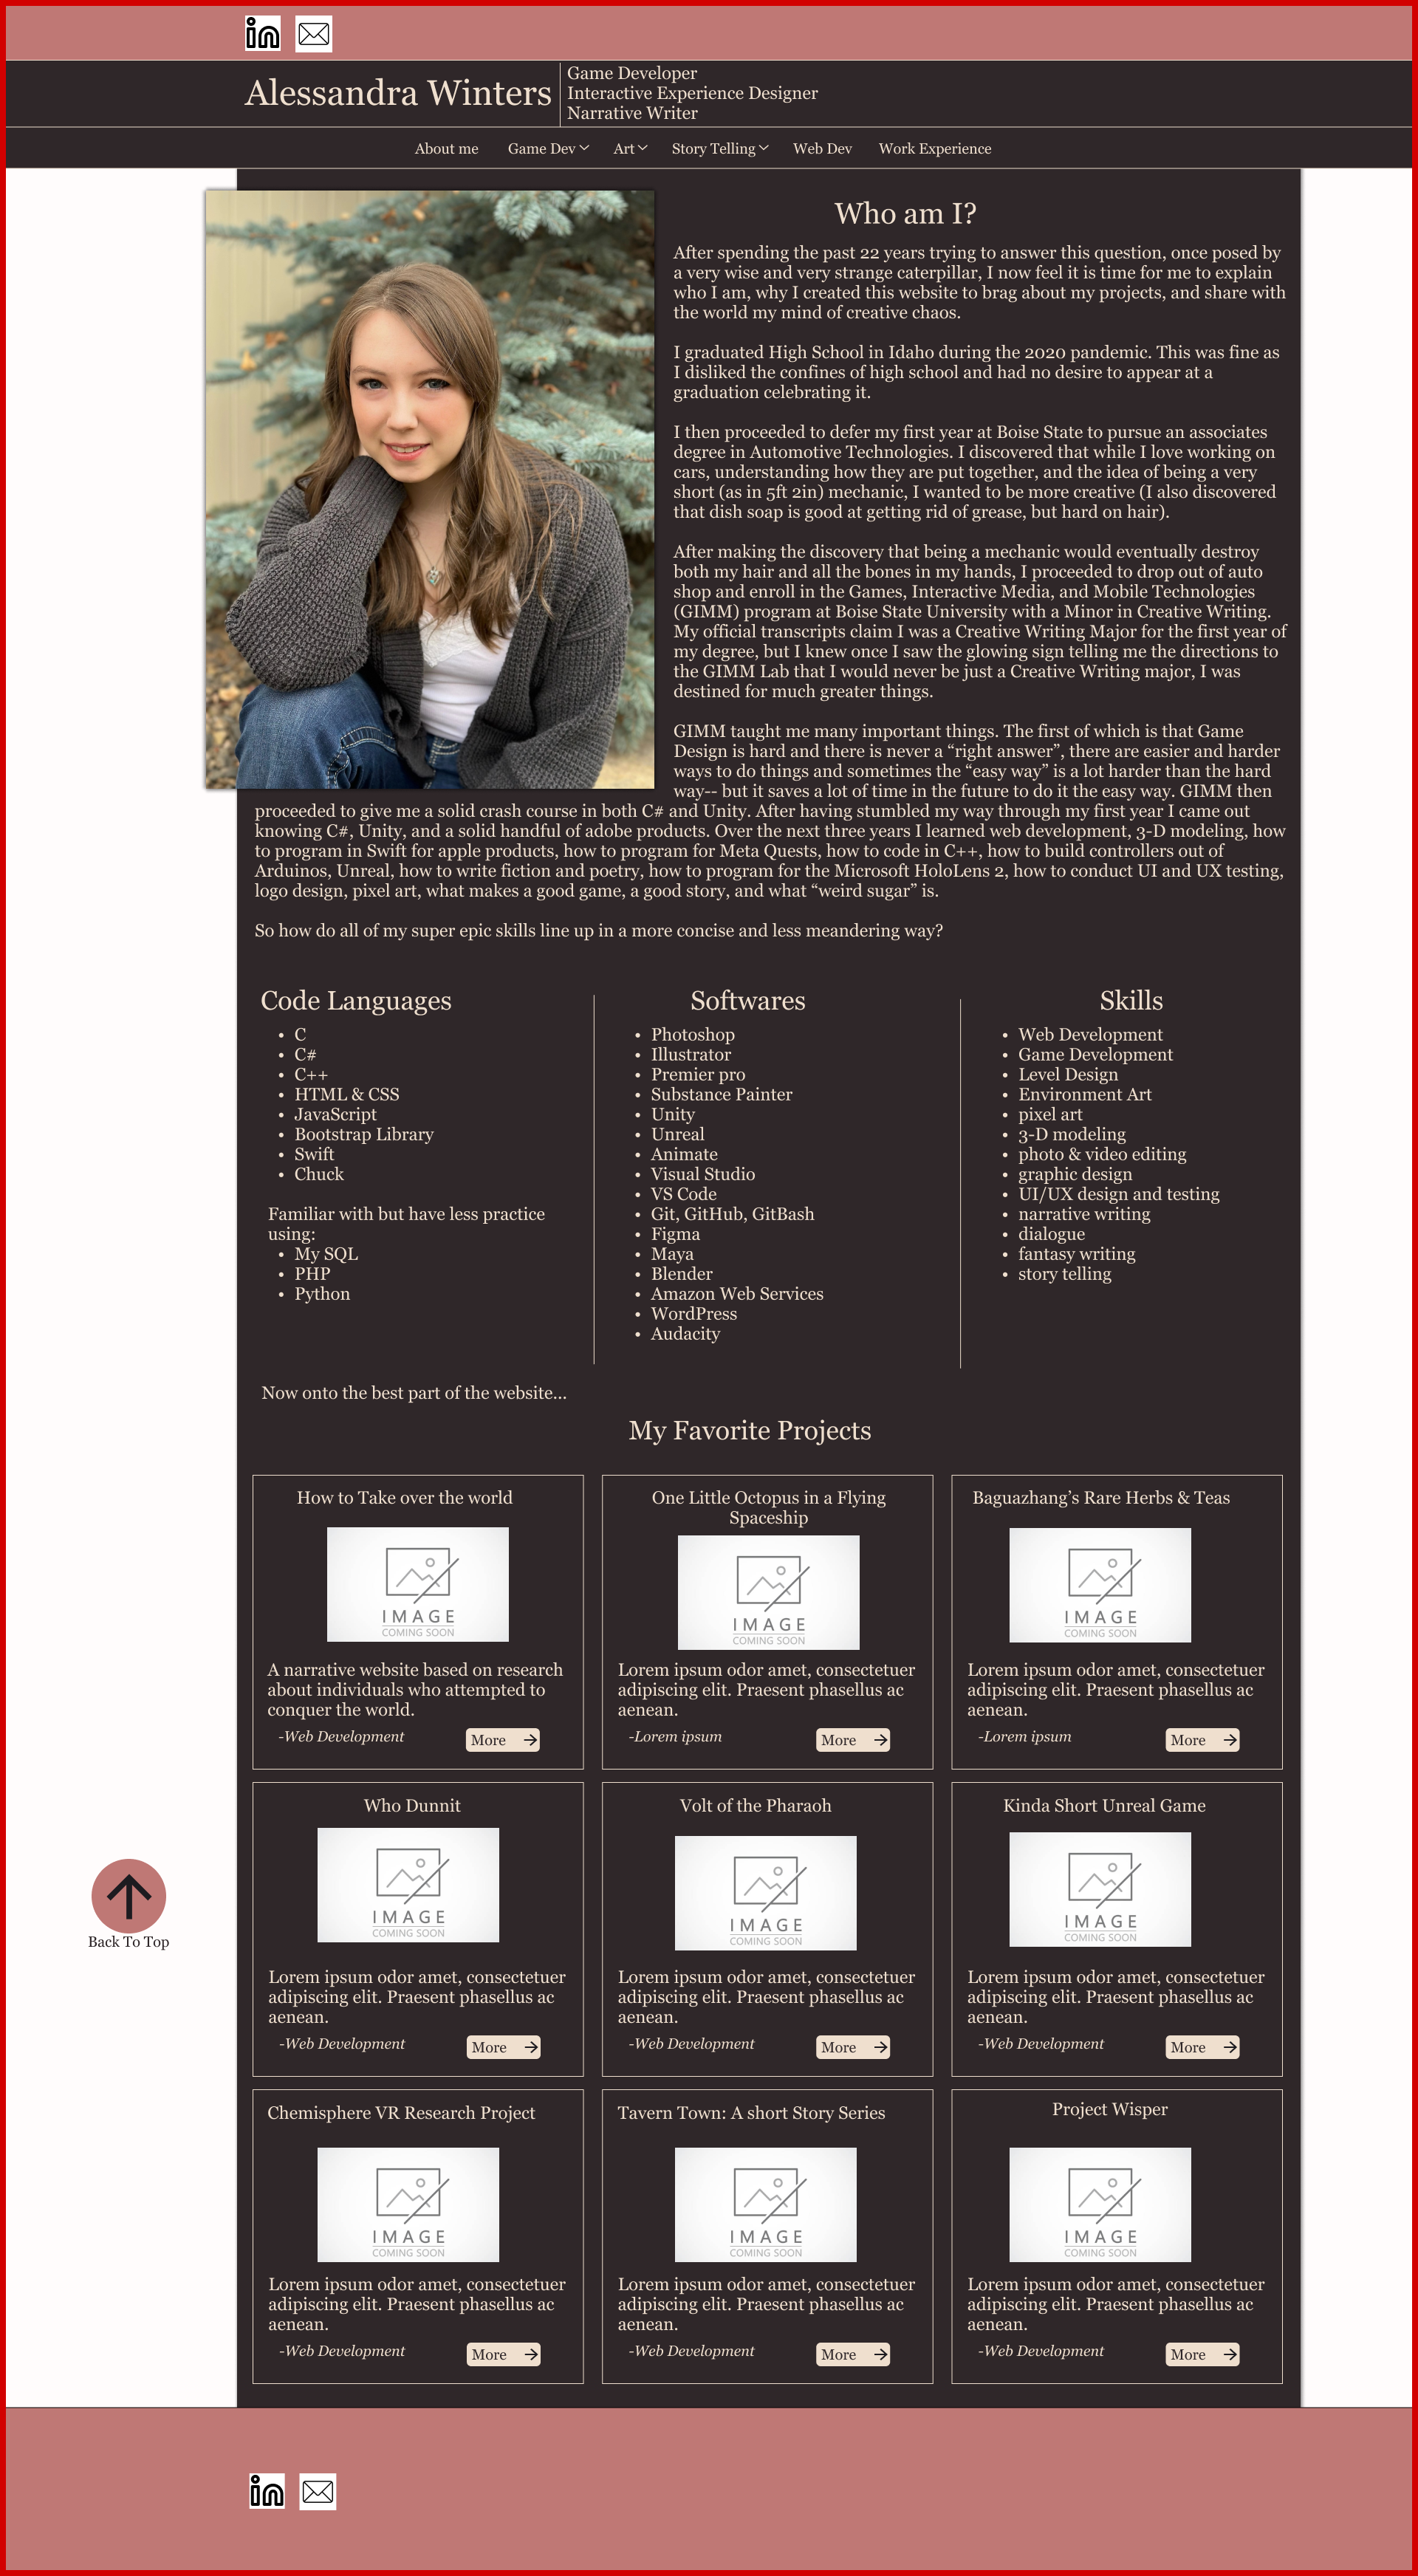 in
Alessandra Winters
Game Developer
Interactive Experience Designer
Narrative Writer
About me Game Dev Art Story Telling Web Dev Work Experience
Who am I?
After spending the past 22 years trying to answer this question, once posed by
a very wise and very strange caterpillar, I now feel it is time for me to explain
who I am, why I created this website to brag about my projects, and share with
the world my mind of creative chaos.
I graduated High School in Idaho during the 2020 pandemic. This was fine as
I disliked the confines of high school and had no desire to appear at a
graduation celebrating it.
I then proceeded to defer my first year at Boise State to pursue an associates
degree in Automotive Technologies. I discovered that while I love working on
cars, understanding how they are put together, and the idea of being a very
short (as in 5ft 2in) mechanic, I wanted to be more creative (I also discovered
that dish soap is good at getting rid of grease, but hard on hair).
After making the discovery that being a mechanic would eventually destroy
both my hair and all the bones in my hands, I proceeded to drop out of auto
shop and enroll in the Games, Interactive Media, and Mobile Technologies
(GIMM) program at Boise State University with a Minor in Creative Writing.
My official transcripts claim I was a Creative Writing Major for the first year of
my degree, but I knew once I saw the glowing sign telling me the directions to
the GIMM Lab that I would never be just a Creative Writing major, I was
destined for much greater things.
GIMM taught me many important things. The first of which is that Game
Design is hard and there is never a “right answer”, there are easier and harder
ways to do things and sometimes the “easy way” is a lot harder than the hard
way-- but it saves a lot of time in the future to do it the easy way. GIMM then
proceeded to give me a solid crash course in both C# and Unity. After having stumbled my way through my first year I came out
knowing C#, Unity, and a solid handful of adobe products. Over the next three years I learned web development, 3-D modeling, how
to program in Swift for apple products, how to program for Meta Quests, how to code in C++, how to build controllers out of
Arduinos, Unreal, how to write fiction and poetry, how to program for the Microsoft HoloLens 2, how to conduct UI and UX testing,
logo design, pixel art, what makes a good game, a good story, and what “weird sugar” is.
So how do all of my super epic skills line up in a more concise and less meandering way?
Code Languages
• C
• C#
• C++
• HTML & CSS
• JavaScript
• Bootstrap Library
• Swift
• Chuck
Familiar with but have less practice
using:
• My SQL
• PHP
• Python
Softwares
• Photoshop
• Illustrator
• Premier pro
• Substance Painter
• Unity
• Unreal
• Animate
• Visual Studio
• VS Code
• Git, GitHub, GitBash
• Figma
• Maya
• Blender
• Amazon Web Services
• WordPress
• Audacity
Skills
• Web Development
• Game Development
• Level Design
• Environment Art
• pixel art
• 3-D modeling
• photo & video editing
• graphic design
• UI/UX design and testing
• narrative writing
• dialogue
• fantasy writing
• story telling
Now onto the best part of the website...
My Favorite Projects
How to Take over the world
IMAGE
COMING SOON
A narrative website based on research
about individuals who attempted to
conquer the world.
-Web Development
More
One Little Octopus in a Flying
Spaceship
IMAGE
COMING SOON
Lorem ipsum odor amet, consectetuer
adipiscing elit. Praesent phasellus ac
aenean.
-Lorem ipsum
More
Baguazhang’s Rare Herbs & Teas
IMAGE
COMING SOON
Lorem ipsum odor amet, consectetuer
adipiscing elit. Praesent phasellus ac
aenean.
-Lorem ipsum
More
Who Dunnit
IMAGE
COMING SOON
Lorem ipsum odor amet, consectetuer
adipiscing elit. Praesent phasellus ac
aenean.
-Web Development
More
Volt of the Pharaoh
IMAGE
COMING SOON
Lorem ipsum odor amet, consectetuer
adipiscing elit. Praesent phasellus ac
aenean.
-Web Development
More
Kinda Short Unreal Game
IMAGE
COMING SOON
Lorem ipsum odor amet, consectetuer
adipiscing elit. Praesent phasellus ac
aenean.
-Web Development
More
Back To Top
Chemisphere VR Research Project
IMAGE
COMING SOON
Lorem ipsum odor amet, consectetuer
adipiscing elit. Praesent phasellus ac
aenean.
-Web Development
More
Tavern Town: A short Story Series
IMAGE
COMING SOON
Lorem ipsum odor amet, consectetuer
adipiscing elit. Praesent phasellus ac
aenean.
-Web Development
More
Project Wisper
IMAGE
COMING SOON
Lorem ipsum odor amet, consectetuer
adipiscing elit. Praesent phasellus ac
aenean.
-Web Development
More
in